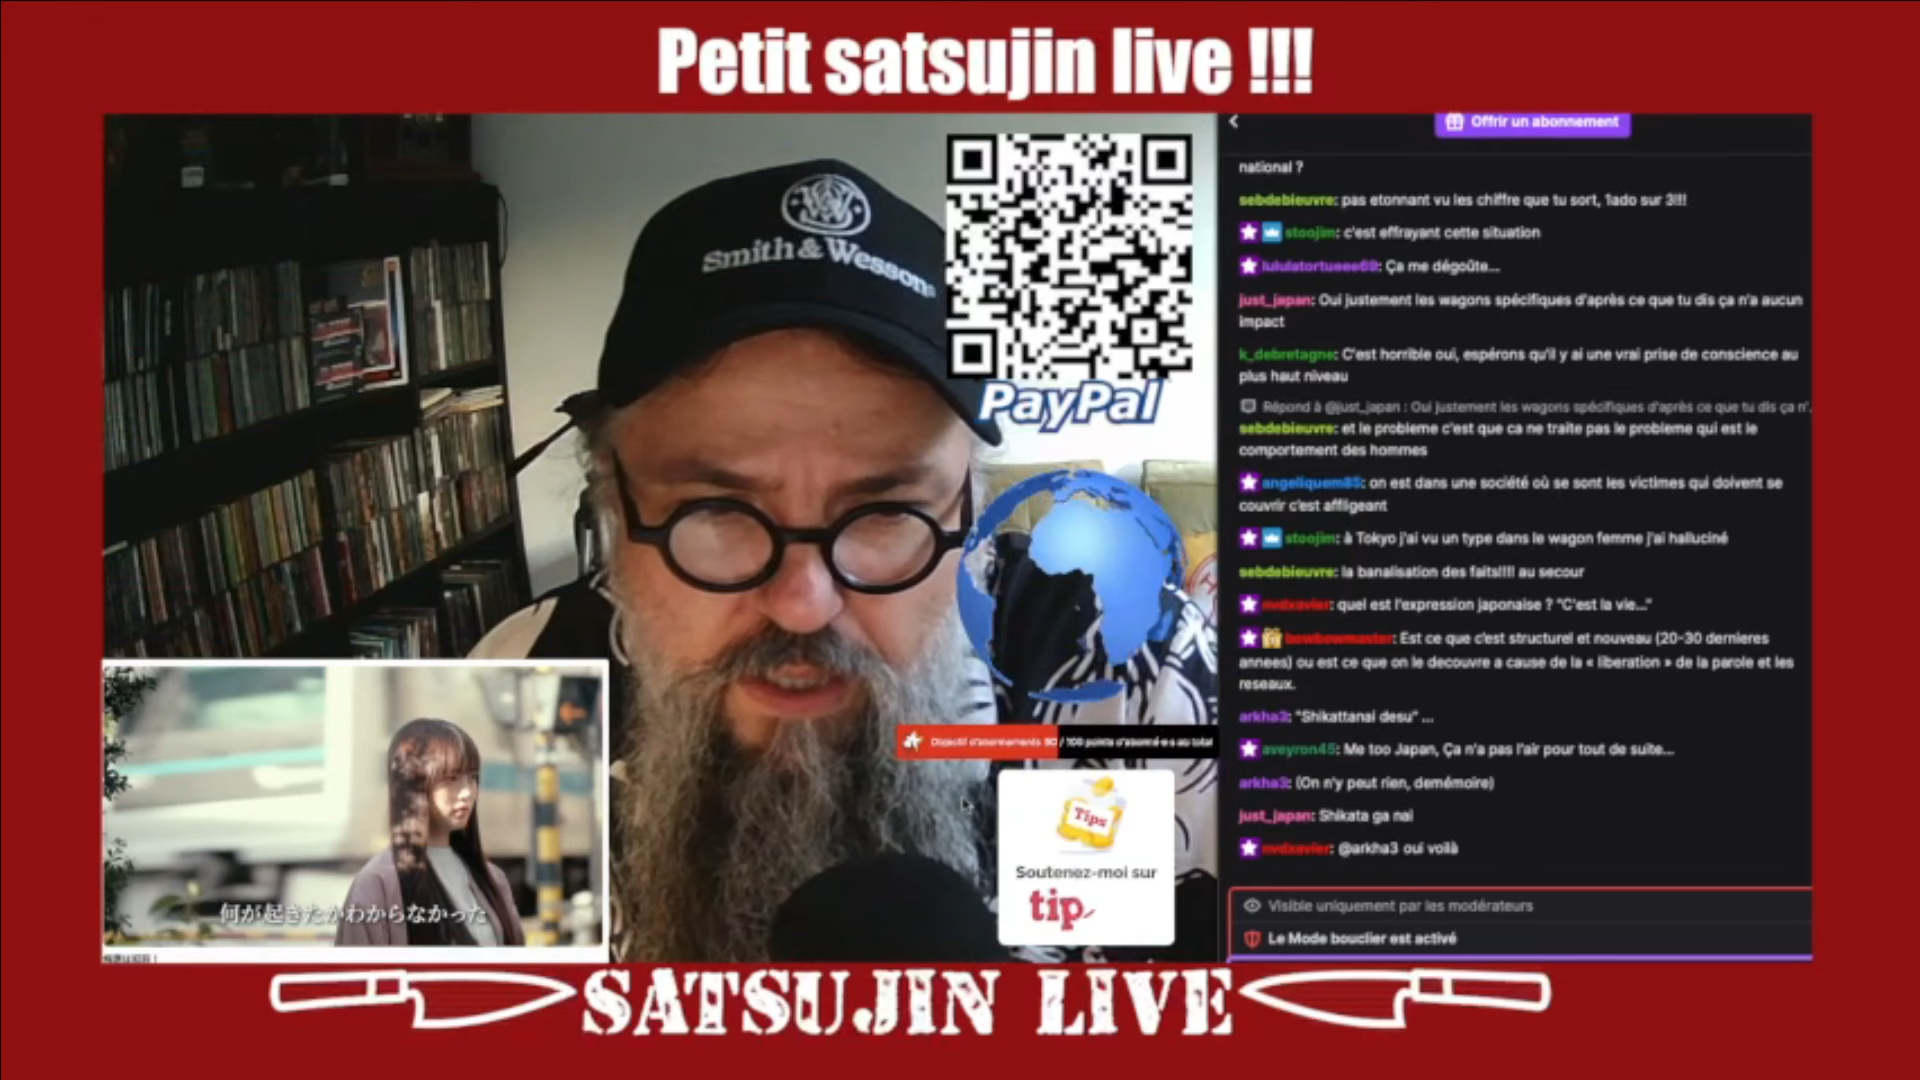 Petit satsujin live !!!
Smith & Wesson
PayPal
Objectif d'abonnements 90 / 100 points d'abonné·e·s au total
Tips
Soutenez-moi sur
tip
何が起きたかわからなかった
Offrir un abonnement
national ?
sebdebieuvre: pas etonnant vu les chiffre que tu sort, 1ado sur 3!!!
stoojim: c'est effrayant cette situation
lululatortueee69: Ça me dégoûte...
just_japan: Oui justement les wagons spécifiques d'après ce que tu dis ça n'a aucun
impact
k_debretagne: C'est horrible oui, espérons qu'il y ai une vrai prise de conscience au
plus haut niveau
Répond à @just_japan : Oui justement les wagons spécifiques d'après ce que tu dis ça n'.
sebdebieuvre: et le probleme c'est que ca ne traite pas le probleme qui est le
comportement des hommes
angeliquem85: on est dans une société où se sont les victimes qui doivent se
couvrir c'est affligeant
stoojim: à Tokyo j'ai vu un type dans le wagon femme j'ai halluciné
sebdebieuvre: la banalisation des faits!!!! au secour
nvdxavier: quel est l'expression japonaise ? "C'est la vie..."
bowbowmaster: Est ce que c'est structurel et nouveau (20-30 dernieres
annees) ou est ce que on le decouvre a cause de la « liberation » de la parole et les
reseaux.
arkha3: "Shikattanai desu" ...
aveyron45: Me too Japan, Ça n'a pas l'air pour tout de suite...
arkha3: (On n'y peut rien, demémoire)
just_japan: Shikata ga nai
nvdxavier: @arkha3 oui voilà
Visible uniquement par les modérateurs
Le Mode bouclier est activé
SATSUJIN LIVE